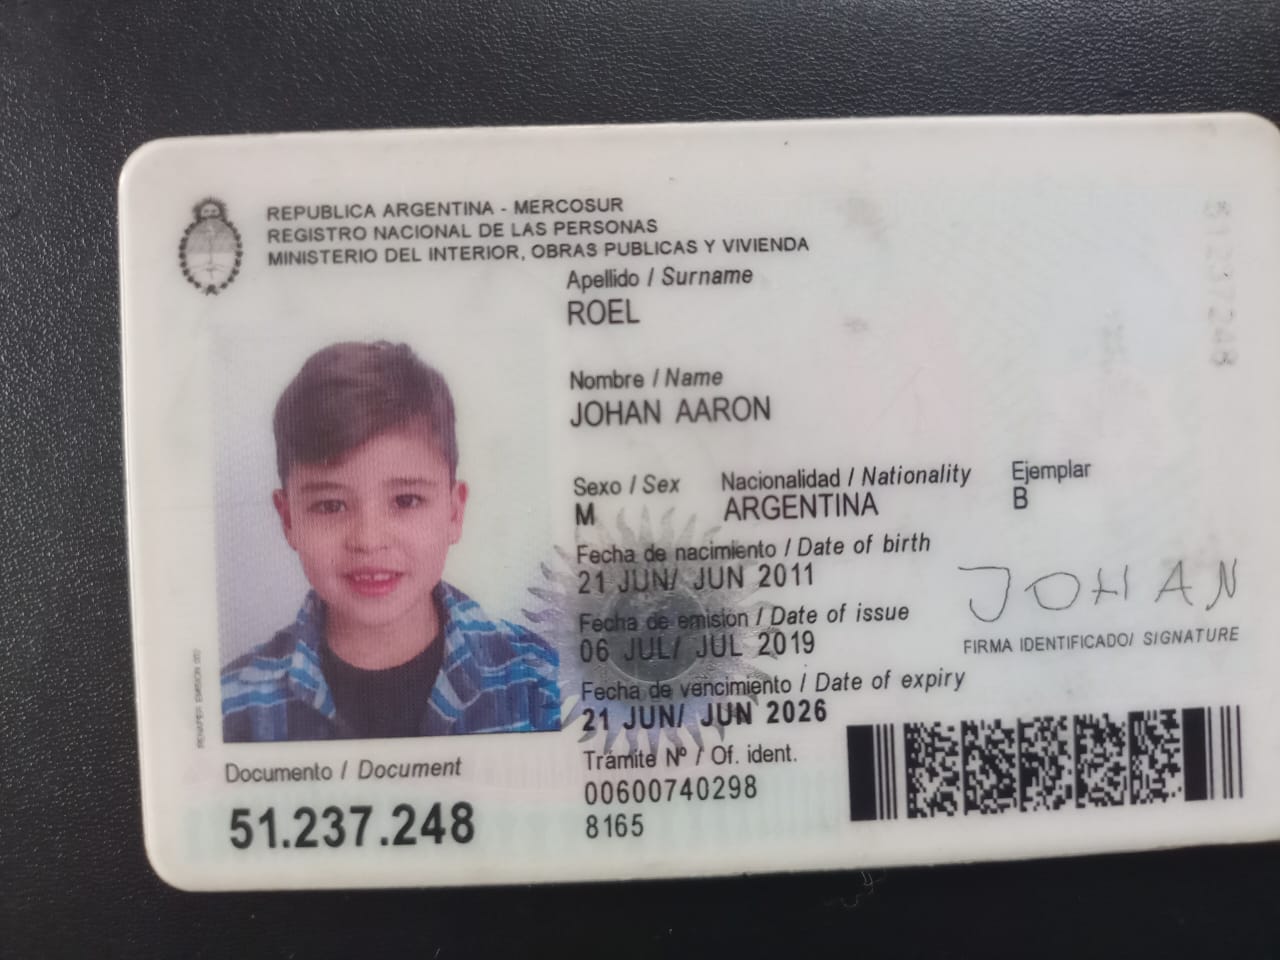 REPUBLICA ARGENTINA - MERCOSUR
REGISTRO NACIONAL DE LAS PERSONAS
MINISTERIO DEL INTERIOR, OBRAS PUBLICAS Y VIVIENDA
Apellido / Surname
ROEL
Nombre / Name
JOHAN AARON
Sexo / Sex Nacionalidad / Nationality Ejemplar
M ARGENTINA B
Fecha de nacimiento / Date of birth
21 JUN/ JUN 2011
Fecha de emisión / Date of issue
06 JUL/ JUL 2019
JOHAN
FIRMA IDENTIFICADO/ SIGNATURE
Fecha de vencimiento / Date of expiry
21 JUN/ JUN 2026
Trámite Nº / Of. ident.
00600740298
8165
Documento / Document
51.237.248
51237248